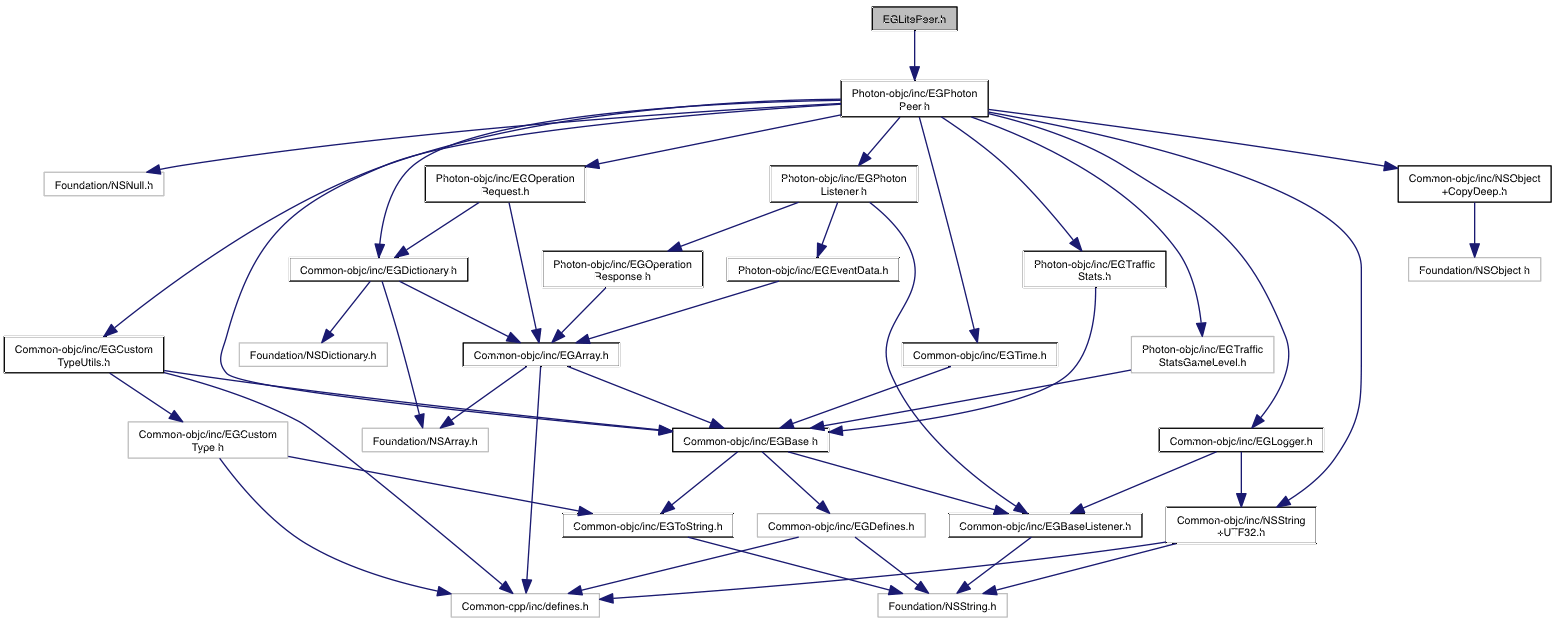 EGLitePeer.h
Photon-objc/inc/EGPhoton
Peer.h
Foundation/NSNull.h
Photon-objc/inc/EGOperation
Request.h
Photon-objc/inc/EGPhoton
Listener.h
Common-objc/inc/NSObject
+CopyDeep.h
Common-objc/inc/EGDictionary.h
Photon-objc/inc/EGOperation
Response.h
Photon-objc/inc/EGEventData.h
Photon-objc/inc/EGTraffic
Stats.h
Foundation/NSObject.h
Common-objc/inc/EGCustom
TypeUtils.h
Foundation/NSDictionary.h
Common-objc/inc/EGArray.h
Common-objc/inc/EGTime.h
Photon-objc/inc/EGTraffic
StatsGameLevel.h
Common-objc/inc/EGCustom
Type.h
Foundation/NSArray.h
Common-objc/inc/EGBase.h
Common-objc/inc/EGLogger.h
Common-objc/inc/EGToString.h
Common-objc/inc/EGDefines.h
Common-objc/inc/EGBaseListener.h
Common-objc/inc/NSString
+UTF32.h
Common-cpp/inc/defines.h
Foundation/NSString.h